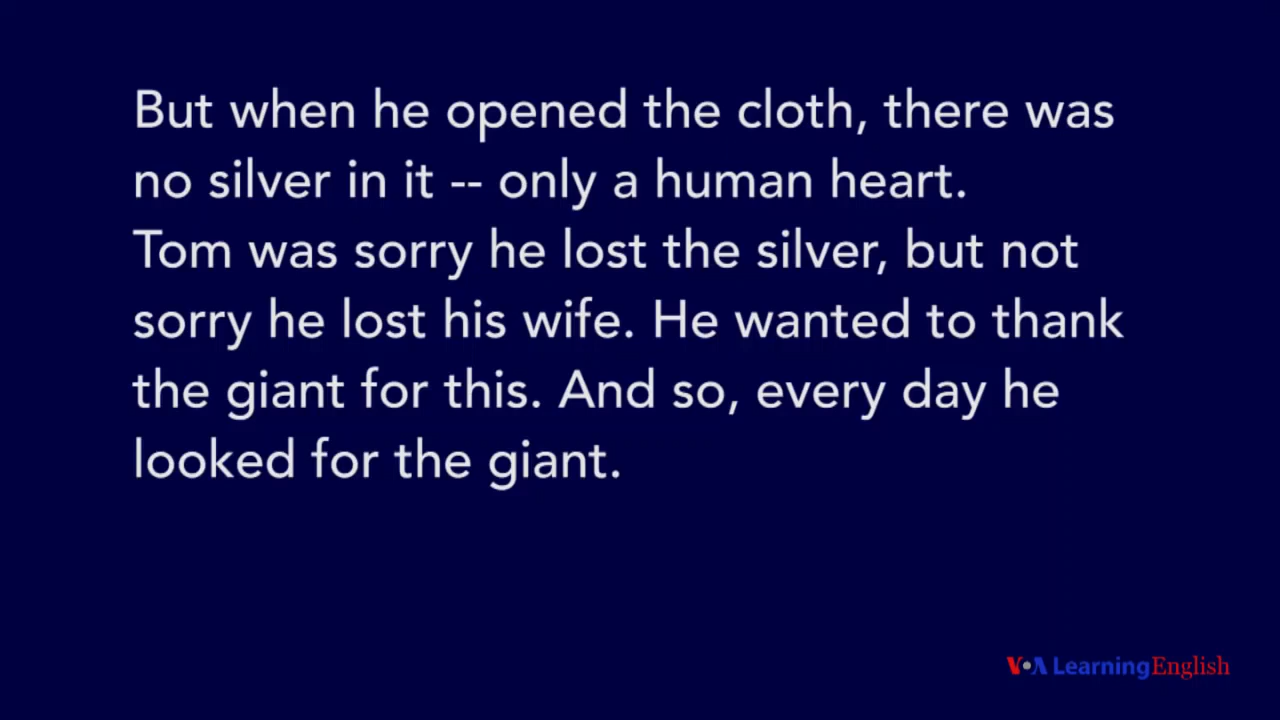 But when he opened the cloth, there was
no silver in it -- only a human heart.
Tom was sorry he lost the silver, but not
sorry he lost his wife. He wanted to thank
the giant for this. And so, every day he
looked for the giant.
VOA Learning English